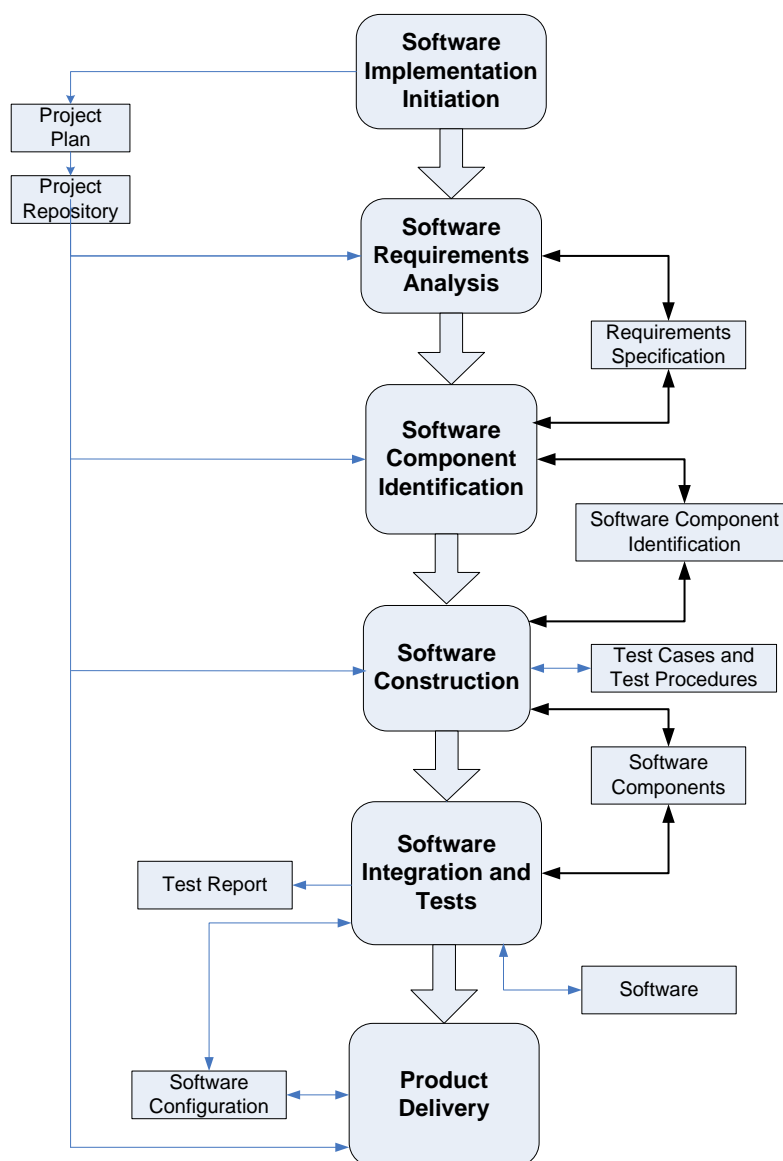 Software
Implementation
Initiation
Project
Plan
Project
Repository
Software
Requirements
Analysis
Requirements
Specification
Software
Component
Identification
Software Component
Identification
Software
Construction
Test Cases and
Test Procedures
Software
Components
Software
Integration and
Tests
Test Report
Software
Software
Configuration
Product
Delivery